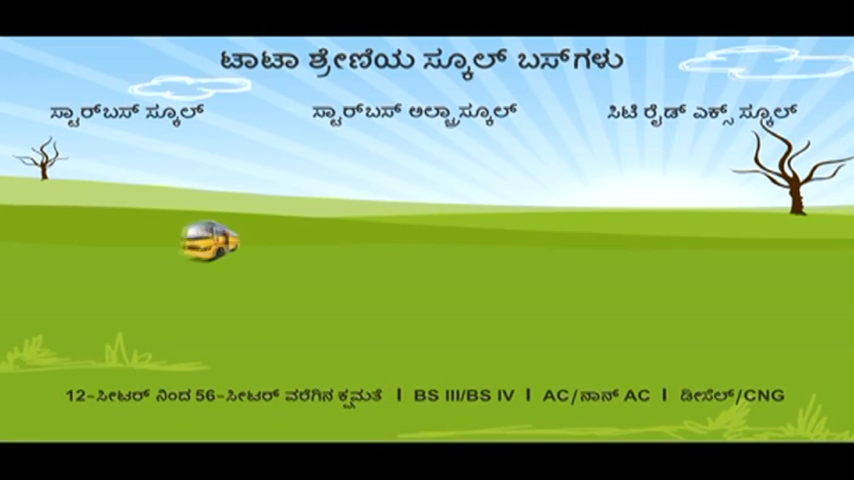 ಟಾಟಾ ಶ್ರೇಣಿಯ ಸ್ಕೂಲ್ ಬಸ್‌ಗಳು
ಸ್ಟಾರ್‌ಬಸ್ ಸ್ಕೂಲ್ ಸ್ಟಾರ್‌ಬಸ್ ಅಲ್ಟ್ರಾಸ್ಕೂಲ್ ಸಿಟಿ ರೈಡ್ ಎಕ್ಸ್ ಸ್ಕೂಲ್
12-ಸೀಟರ್ ನಿಂದ 56-ಸೀಟರ್ ವರೆಗಿನ ಕ್ಷಮತೆ | BS III/BS IV | AC/ನಾನ್ AC | ಡೀಸೆಲ್/CNG